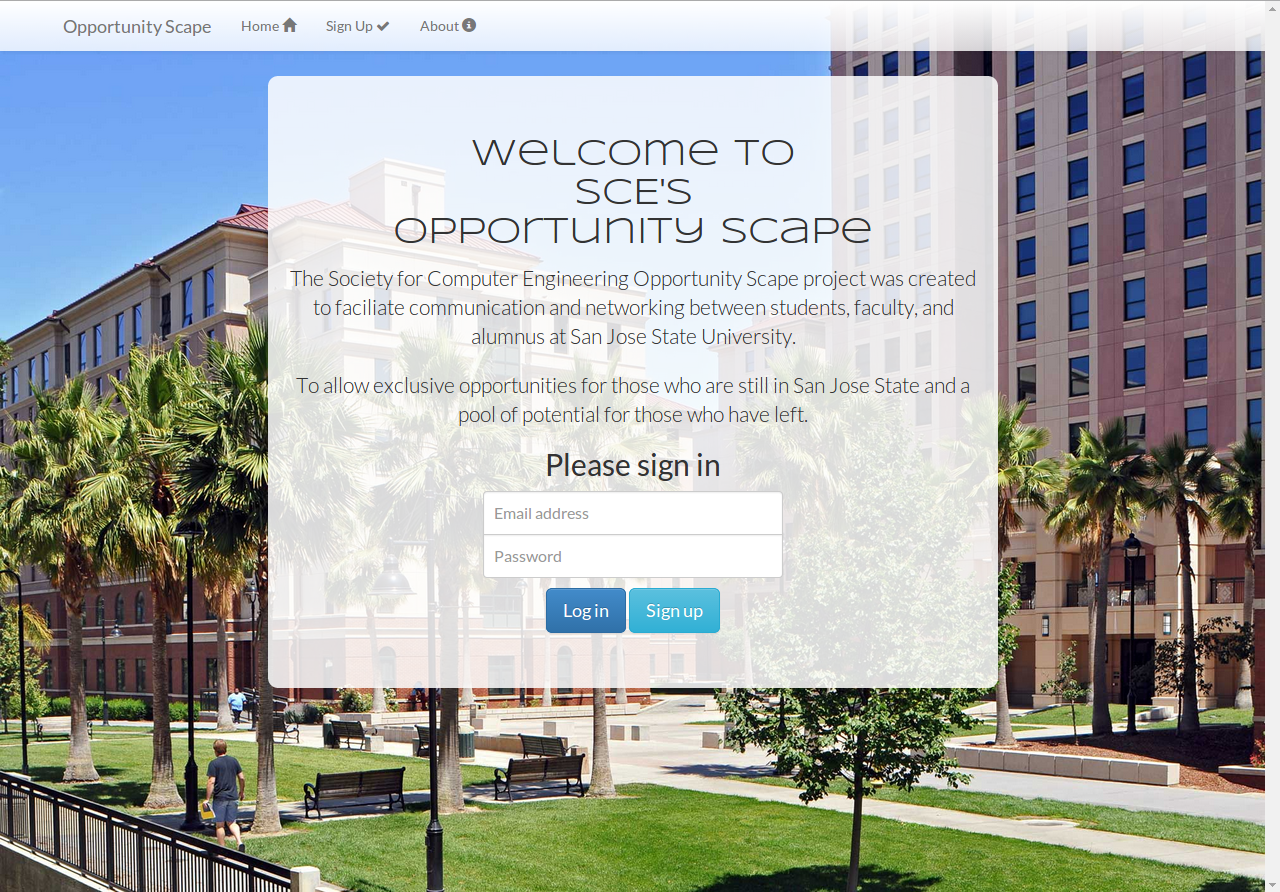 Opportunity Scape Home Sign Up About
Welcome To
SCE'S
Opportunity Scape
The Society for Computer Engineering Opportunity Scape project was created
to faciliate communication and networking between students, faculty, and
alumnus at San Jose State University.
To allow exclusive opportunities for those who are still in San Jose State and a
pool of potential for those who have left.
Please sign in
Email address
Password
Log in Sign up